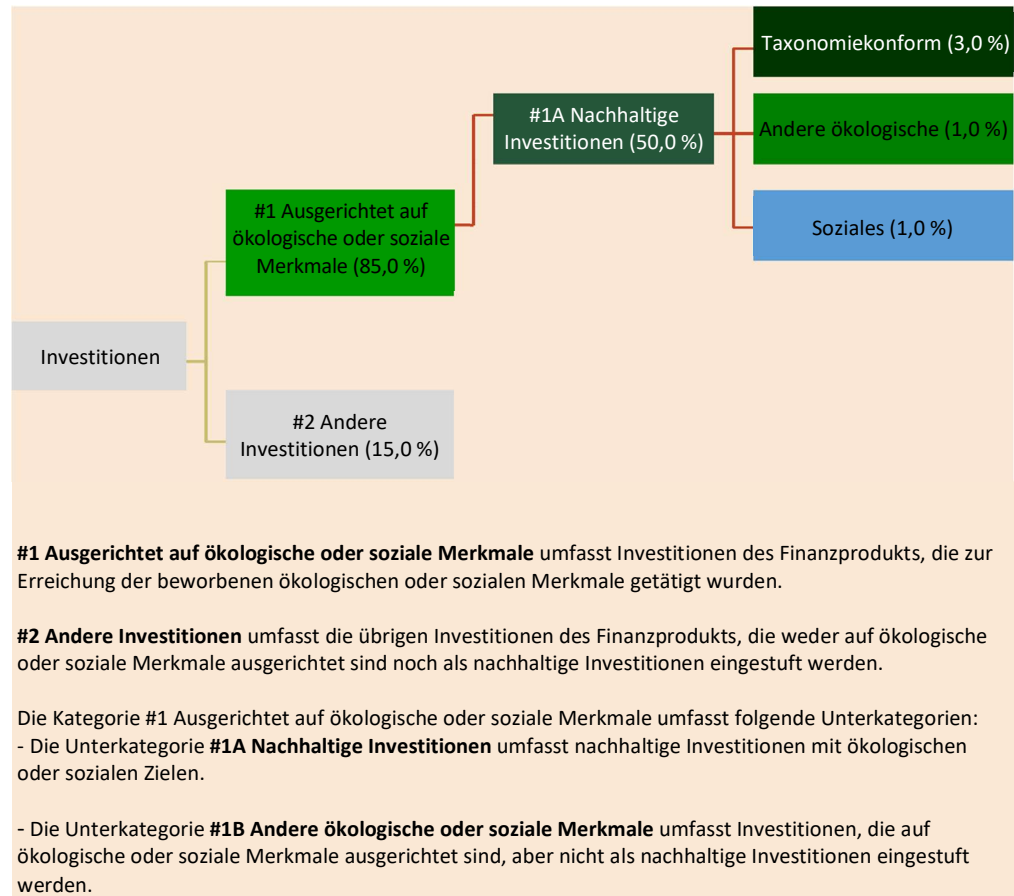 Taxonomiekonform (3,0 %)
#1A Nachhaltige
Investitionen (50,0 %)
Andere ökologische (1,0 %)
#1 Ausgerichtet auf
ökologische oder soziale
Merkmale (85,0 %)
Soziales (1,0 %)
Investitionen
#2 Andere
Investitionen (15,0 %)
#1 Ausgerichtet auf ökologische oder soziale Merkmale umfasst Investitionen des Finanzprodukts, die zur
Erreichung der beworbenen ökologischen oder sozialen Merkmale getätigt wurden.
#2 Andere Investitionen umfasst die übrigen Investitionen des Finanzprodukts, die weder auf ökologische
oder soziale Merkmale ausgerichtet sind noch als nachhaltige Investitionen eingestuft werden.
Die Kategorie #1 Ausgerichtet auf ökologische oder soziale Merkmale umfasst folgende Unterkategorien:
- Die Unterkategorie #1A Nachhaltige Investitionen umfasst nachhaltige Investitionen mit ökologischen
oder sozialen Zielen.
- Die Unterkategorie #1B Andere ökologische oder soziale Merkmale umfasst Investitionen, die auf
ökologische oder soziale Merkmale ausgerichtet sind, aber nicht als nachhaltige Investitionen eingestuft
werden.